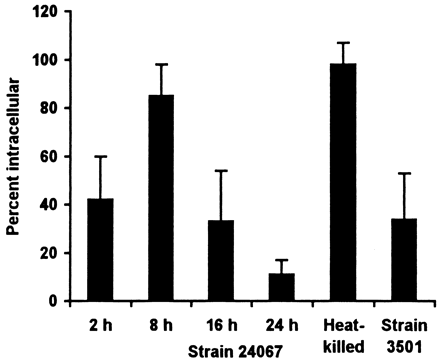 120
100
80
60
40
20
0
Percent intracellular
2 h 8 h 16 h 24 h Heat- Strain
killed 3501
Strain 24067